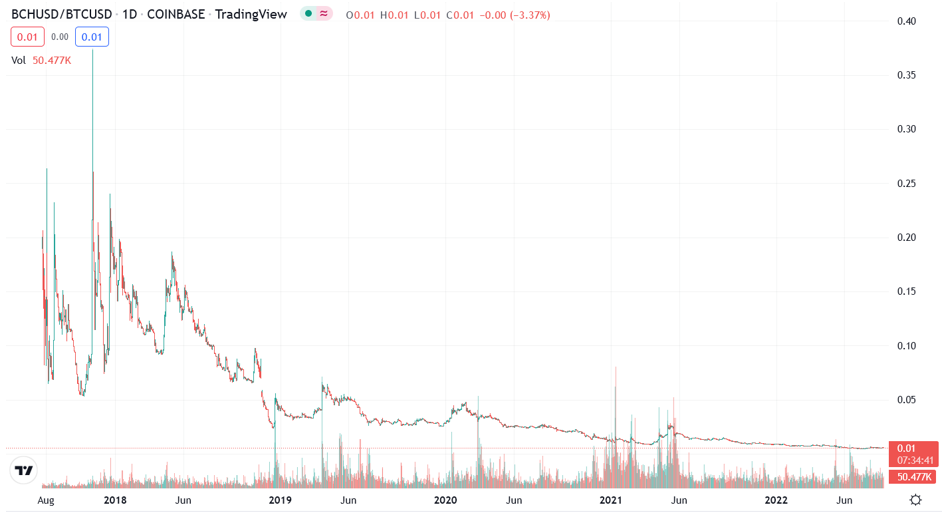 BCHUSD/BTCUSD · 1D · COINBASE · TradingView O0.01 H0.01 L0.01 C0.01 −0.00 (−3.37%)
0.01 0.00 0.01
Vol 50.477K
0.40
0.35
0.30
0.25
0.20
0.15
0.10
0.05
0.01
07:34:41
50.477K
Aug 2018 Jun 2019 Jun 2020 Jun 2021 Jun 2022 Jun